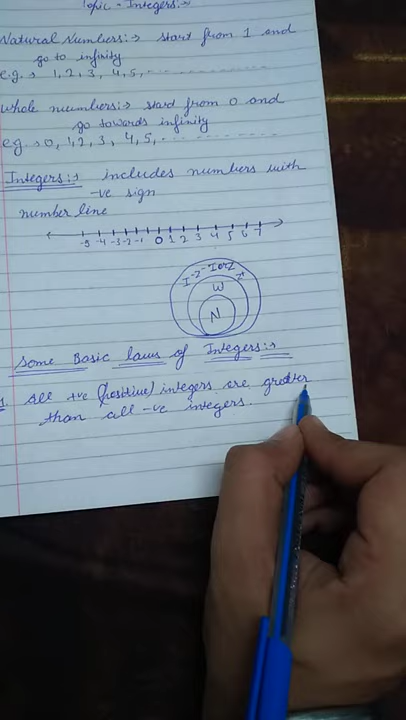 Topic - Integers:~
Natural Numbers:→ start from 1 and
go to infinity
e.g. → 1, 2, 3, 4, 5, - - - - - - - -
Whole numbers:→ start from 0 and
go towards infinity
e.g. → 0, 1, 2, 3, 4, 5, - - - - - - - -
Integers:→ includes numbers with
-ve sign
number line
-5 -4 -3 -2 -1 0 1 2 3 4 5 6 7
W
N
Some Basic laws of Integers:→
1. All +ve (positive) integers are greater
than all -ve integers.